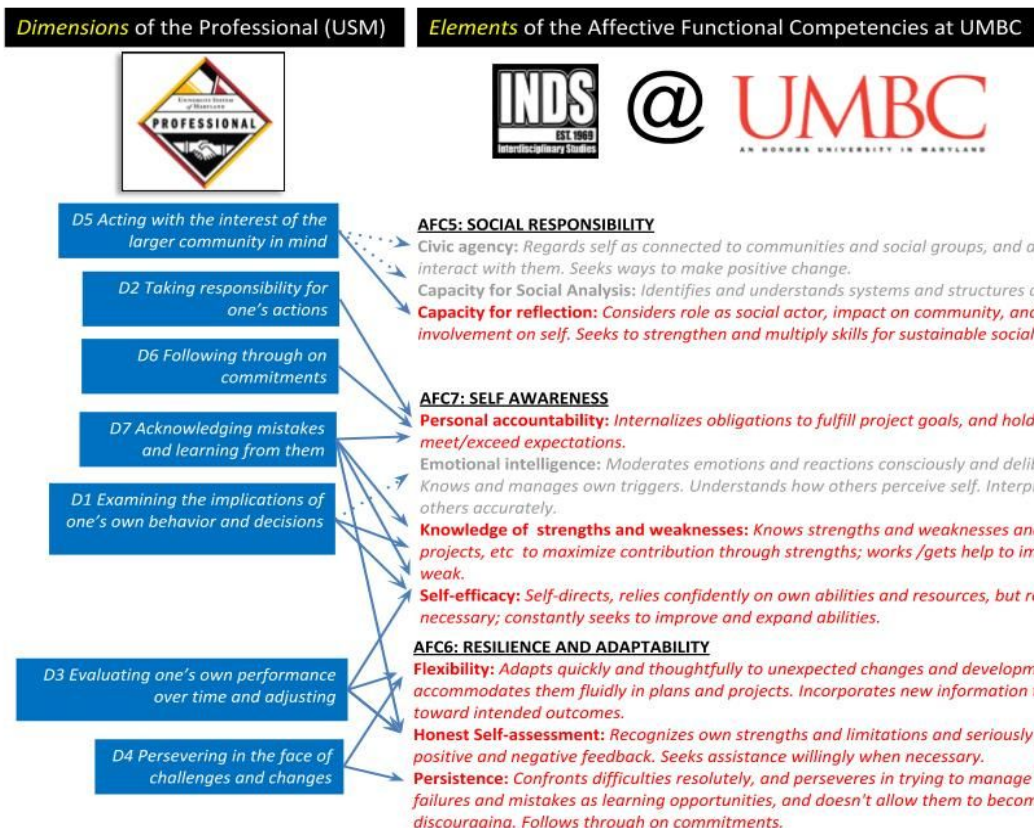 Dimensions of the Professional (USM)
Elements of the Affective Functional Competencies at UMBC
UNIVERSITY SYSTEM
of MARYLAND
PROFESSIONAL
INDS
EST. 1969
Interdisciplinary Studies
@
UMBC
AN HONORS UNIVERSITY IN MARYLAND
D5 Acting with the interest of the
larger community in mind
D2 Taking responsibility for
one's actions
D6 Following through on
commitments
D7 Acknowledging mistakes
and learning from them
D1 Examining the implications of
one's own behavior and decisions
D3 Evaluating one's own performance
over time and adjusting
D4 Persevering in the face of
challenges and changes
AFC5: SOCIAL RESPONSIBILITY
Civic agency: Regards self as connected to communities and social groups, and
interact with them. Seeks ways to make positive change.
Capacity for Social Analysis: Identifies and understands systems and structures
Capacity for reflection: Considers role as social actor, impact on community, and
involvement on self. Seeks to strengthen and multiply skills for sustainable social
AFC7: SELF AWARENESS
Personal accountability: Internalizes obligations to fulfill project goals, and hold
meet/exceed expectations.
Emotional intelligence: Moderates emotions and reactions consciously and
Knows and manages own triggers. Understands how others perceive self.
others accurately.
Knowledge of strengths and weaknesses: Knows strengths and weaknesses and
projects, etc to maximize contribution through strengths; works /gets help to
weak.
Self-efficacy: Self-directs, relies confidently on own abilities and resources, but
necessary; constantly seeks to improve and expand abilities.
AFC6: RESILIENCE AND ADAPTABILITY
Flexibility: Adapts quickly and thoughtfully to unexpected changes and
accommodates them fluidly in plans and projects. Incorporates new information
toward intended outcomes.
Honest Self-assessment: Recognizes own strengths and limitations and seriously
positive and negative feedback. Seeks assistance willingly when necessary.
Persistence: Confronts difficulties resolutely, and perseveres in trying to manage
failures and mistakes as learning opportunities, and doesn't allow them to
discouraging. Follows through on commitments.